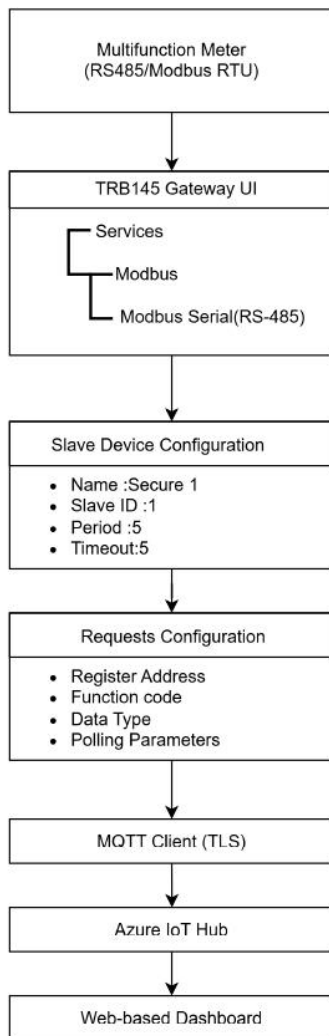 Multifunction Meter
(RS485/Modbus RTU)
TRB145 Gateway UI
Services
Modbus
Modbus Serial(RS-485)
Slave Device Configuration
• Name :Secure 1
• Slave ID :1
• Period :5
• Timeout:5
Requests Configuration
• Register Address
• Function code
• Data Type
• Polling Parameters
MQTT Client (TLS)
Azure IoT Hub
Web-based Dashboard